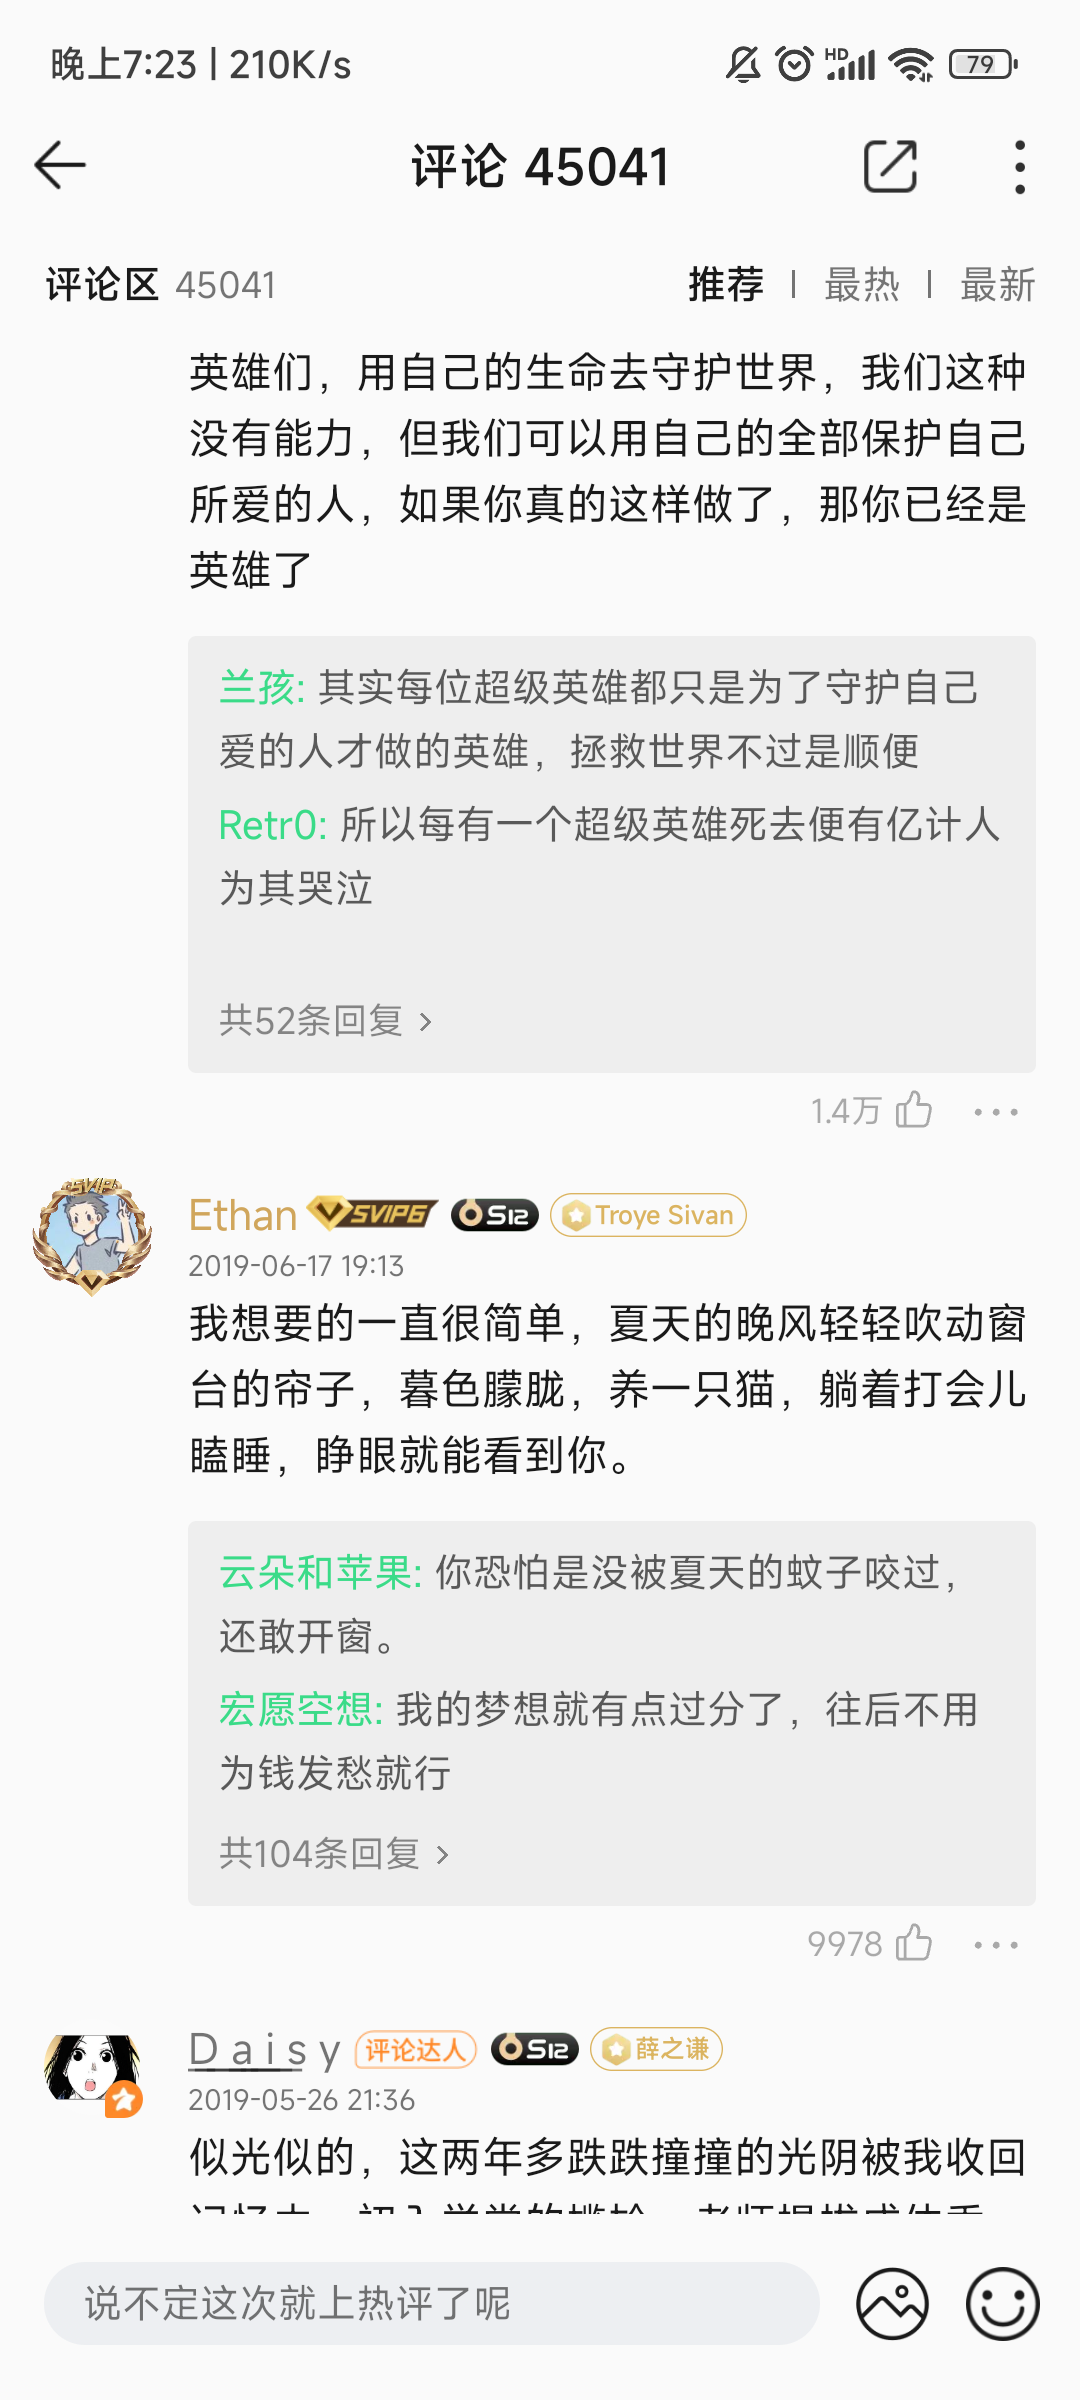 晚上7:23 | 210K/s
HD
79
评论 45041
评论区 45041
推荐 | 最热 | 最新
英雄们，用自己的生命去守护世界，我们这种
没有能力，但我们可以用自己的全部保护自己
所爱的人，如果你真的这样做了，那你已经是
英雄了
兰孩: 其实每位超级英雄都只是为了守护自己
爱的人才做的英雄，拯救世界不过是顺便
Retr0: 所以每有一个超级英雄死去便有亿计人
为其哭泣
共52条回复 >
1.4万
SVIP6
Ethan SVIP6 S12 Troye Sivan
2019-06-17 19:13
我想要的一直很简单，夏天的晚风轻轻吹动窗
台的帘子，暮色朦胧，养一只猫，躺着打会儿
瞌睡，睁眼就能看到你。
云朵和苹果: 你恐怕是没被夏天的蚊子咬过，
还敢开窗。
宏愿空想: 我的梦想就有点过分了，往后不用
为钱发愁就行
共104条回复 >
9978
D a i s y 评论达人 S12 薛之谦
2019-05-26 21:36
似光似的，这两年多跌跌撞撞的光阴被我收回
说不定这次就上热评了呢